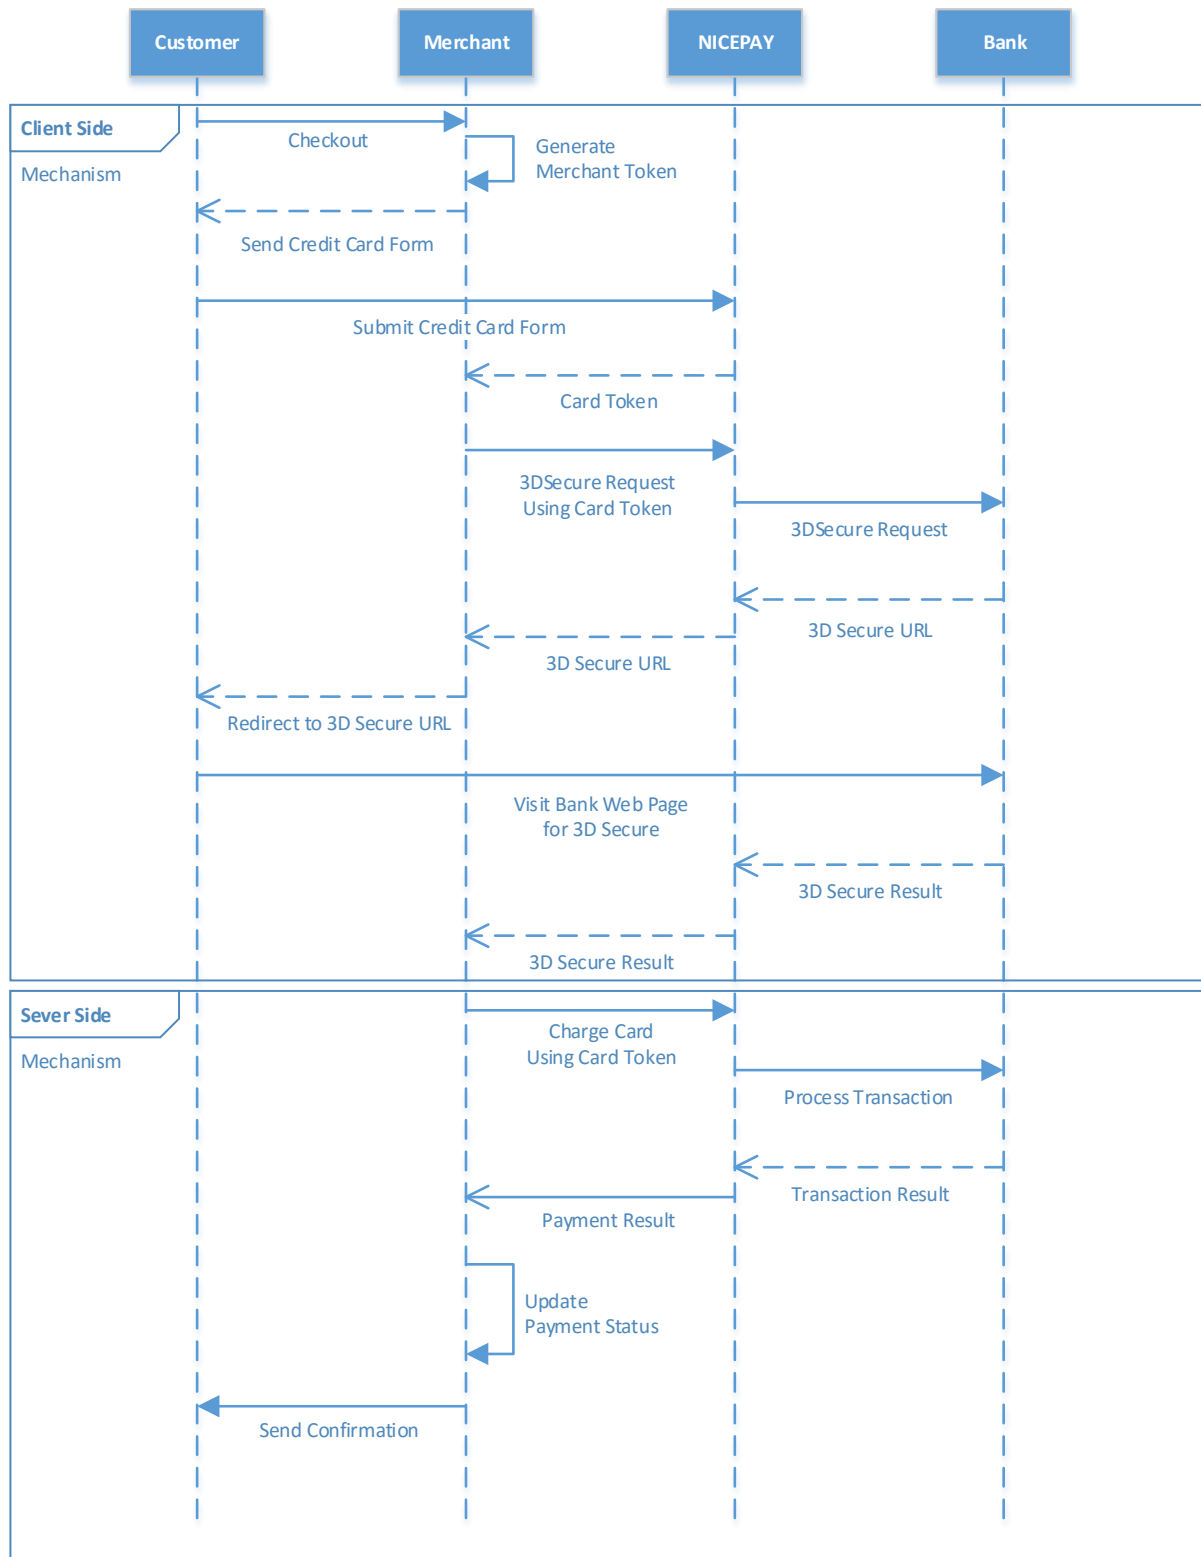 Customer
Merchant
NICEPAY
Bank
Client Side
Mechanism
Checkout
Generate
Merchant Token
Send Credit Card Form
Submit Credit Card Form
Card Token
3DSecure Request
Using Card Token
3DSecure Request
3D Secure URL
3D Secure URL
Redirect to 3D Secure URL
Visit Bank Web Page
for 3D Secure
3D Secure Result
3D Secure Result
Sever Side
Mechanism
Charge Card
Using Card Token
Process Transaction
Transaction Result
Payment Result
Update
Payment Status
Send Confirmation